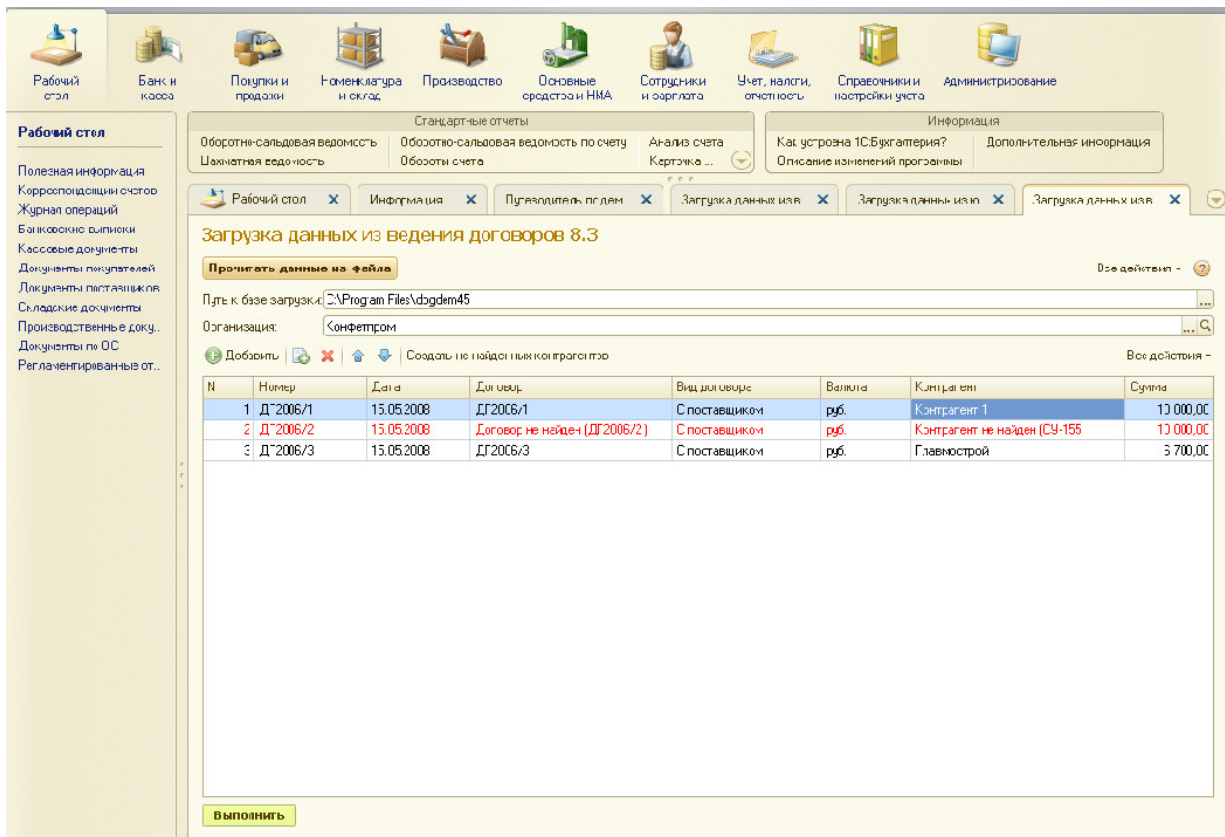 Рабочий стол
Банк и касса
Покупки и продажи
Номенклатура и склад
Производство
Основные средства и НМА
Сотрудники и зарплата
Учет, налоги, отчетность
Справочники и настройки учета
Администрирование
Рабочий стол
Полезная информация
Корреспонденции счетов
Журнал операций
Банковские выписки
Кассовые документы
Документы покупателей
Документы поставщиков
Складские документы
Производственные доку..
Документы по ОС
Регламентированные от..
Стандартные отчеты
Оборотно-сальдовая ведомость
Оборотно-сальдовая ведомость по счету
Анализ счета
Шахматная ведомость
Обороты счета
Карточка ...
Информация
Как устроена 1С:Бухгалтерия?
Дополнительная информация
Описание изменений программы
Рабочий стол
Информация
Путеводитель по дем
Загрузка данных из в
Загрузка данных из ю
Загрузка данных из в
Загрузка данных из ведения договоров 8.3
Прочитать данные из файла
Все действия -
Путь к базе загрузки: C:\Program Files\dogdem45
...
Организация: Конфетпром
...
Добавить
Создать не найденных контрагентов
Все действия -
N Номер Дата Договор Вид договора Валюта Контрагент Сумма
1 ДГ2006/1 15.05.2008 ДГ2006/1 С поставщиком руб. Контрагент 1 10 000,00
2 ДГ2006/2 15.05.2008 Договор не найден (ДГ2006/2) С поставщиком руб. Контрагент не найден (СУ-155 10 000,00
3 ДГ2006/3 15.05.2008 ДГ2006/3 С поставщиком руб. Главмострой 700,00
Выполнить